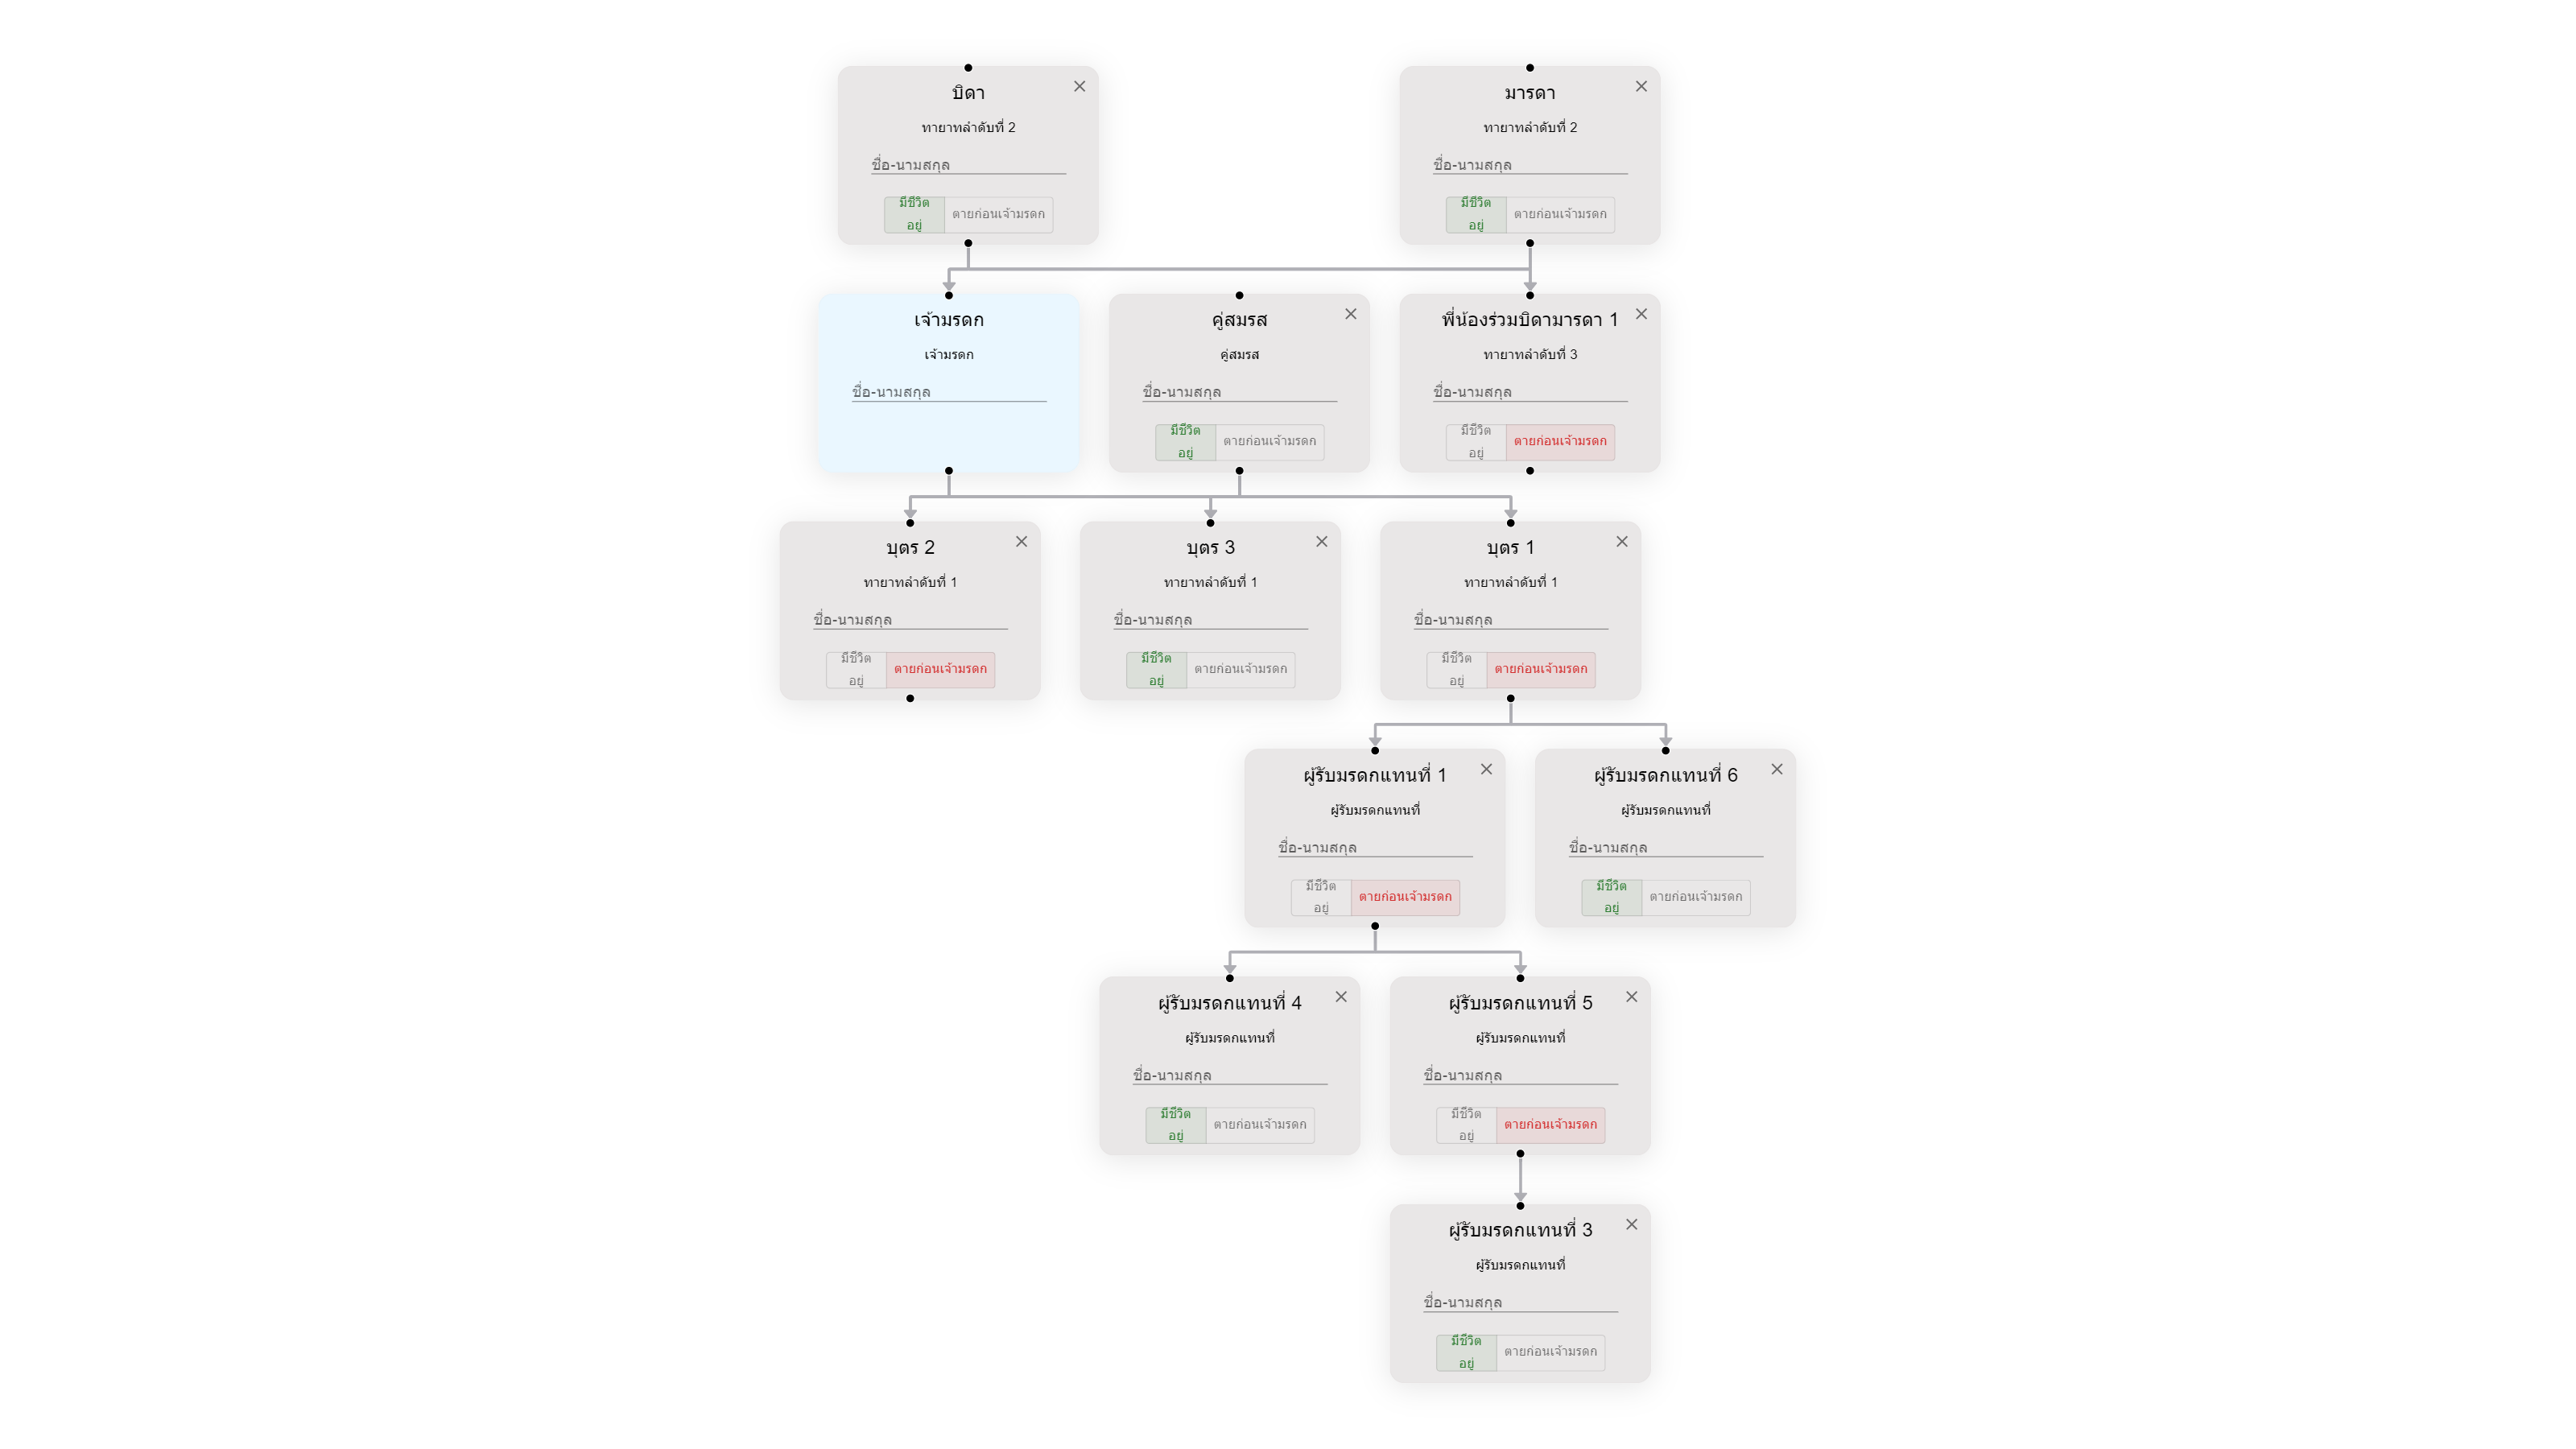 บิดา
ทายาทลำดับที่ 2
ชื่อ-นามสกุล
มีชีวิต
อยู่
ตายก่อนเจ้ามรดก
มารดา
ทายาทลำดับที่ 2
ชื่อ-นามสกุล
มีชีวิต
อยู่
ตายก่อนเจ้ามรดก
เจ้ามรดก
เจ้ามรดก
ชื่อ-นามสกุล
คู่สมรส
คู่สมรส
ชื่อ-นามสกุล
มีชีวิต
อยู่
ตายก่อนเจ้ามรดก
พี่น้องร่วมบิดามารดา 1
ทายาทลำดับที่ 3
ชื่อ-นามสกุล
มีชีวิต
อยู่
ตายก่อนเจ้ามรดก
บุตร 2
ทายาทลำดับที่ 1
ชื่อ-นามสกุล
มีชีวิต
อยู่
ตายก่อนเจ้ามรดก
บุตร 3
ทายาทลำดับที่ 1
ชื่อ-นามสกุล
มีชีวิต
อยู่
ตายก่อนเจ้ามรดก
บุตร 1
ทายาทลำดับที่ 1
ชื่อ-นามสกุล
มีชีวิต
อยู่
ตายก่อนเจ้ามรดก
ผู้รับมรดกแทนที่ 1
ผู้รับมรดกแทนที่
ชื่อ-นามสกุล
มีชีวิต
อยู่
ตายก่อนเจ้ามรดก
ผู้รับมรดกแทนที่ 6
ผู้รับมรดกแทนที่
ชื่อ-นามสกุล
มีชีวิต
อยู่
ตายก่อนเจ้ามรดก
ผู้รับมรดกแทนที่ 4
ผู้รับมรดกแทนที่
ชื่อ-นามสกุล
มีชีวิต
อยู่
ตายก่อนเจ้ามรดก
ผู้รับมรดกแทนที่ 5
ผู้รับมรดกแทนที่
ชื่อ-นามสกุล
มีชีวิต
อยู่
ตายก่อนเจ้ามรดก
ผู้รับมรดกแทนที่ 3
ผู้รับมรดกแทนที่
ชื่อ-นามสกุล
มีชีวิต
อยู่
ตายก่อนเจ้ามรดก